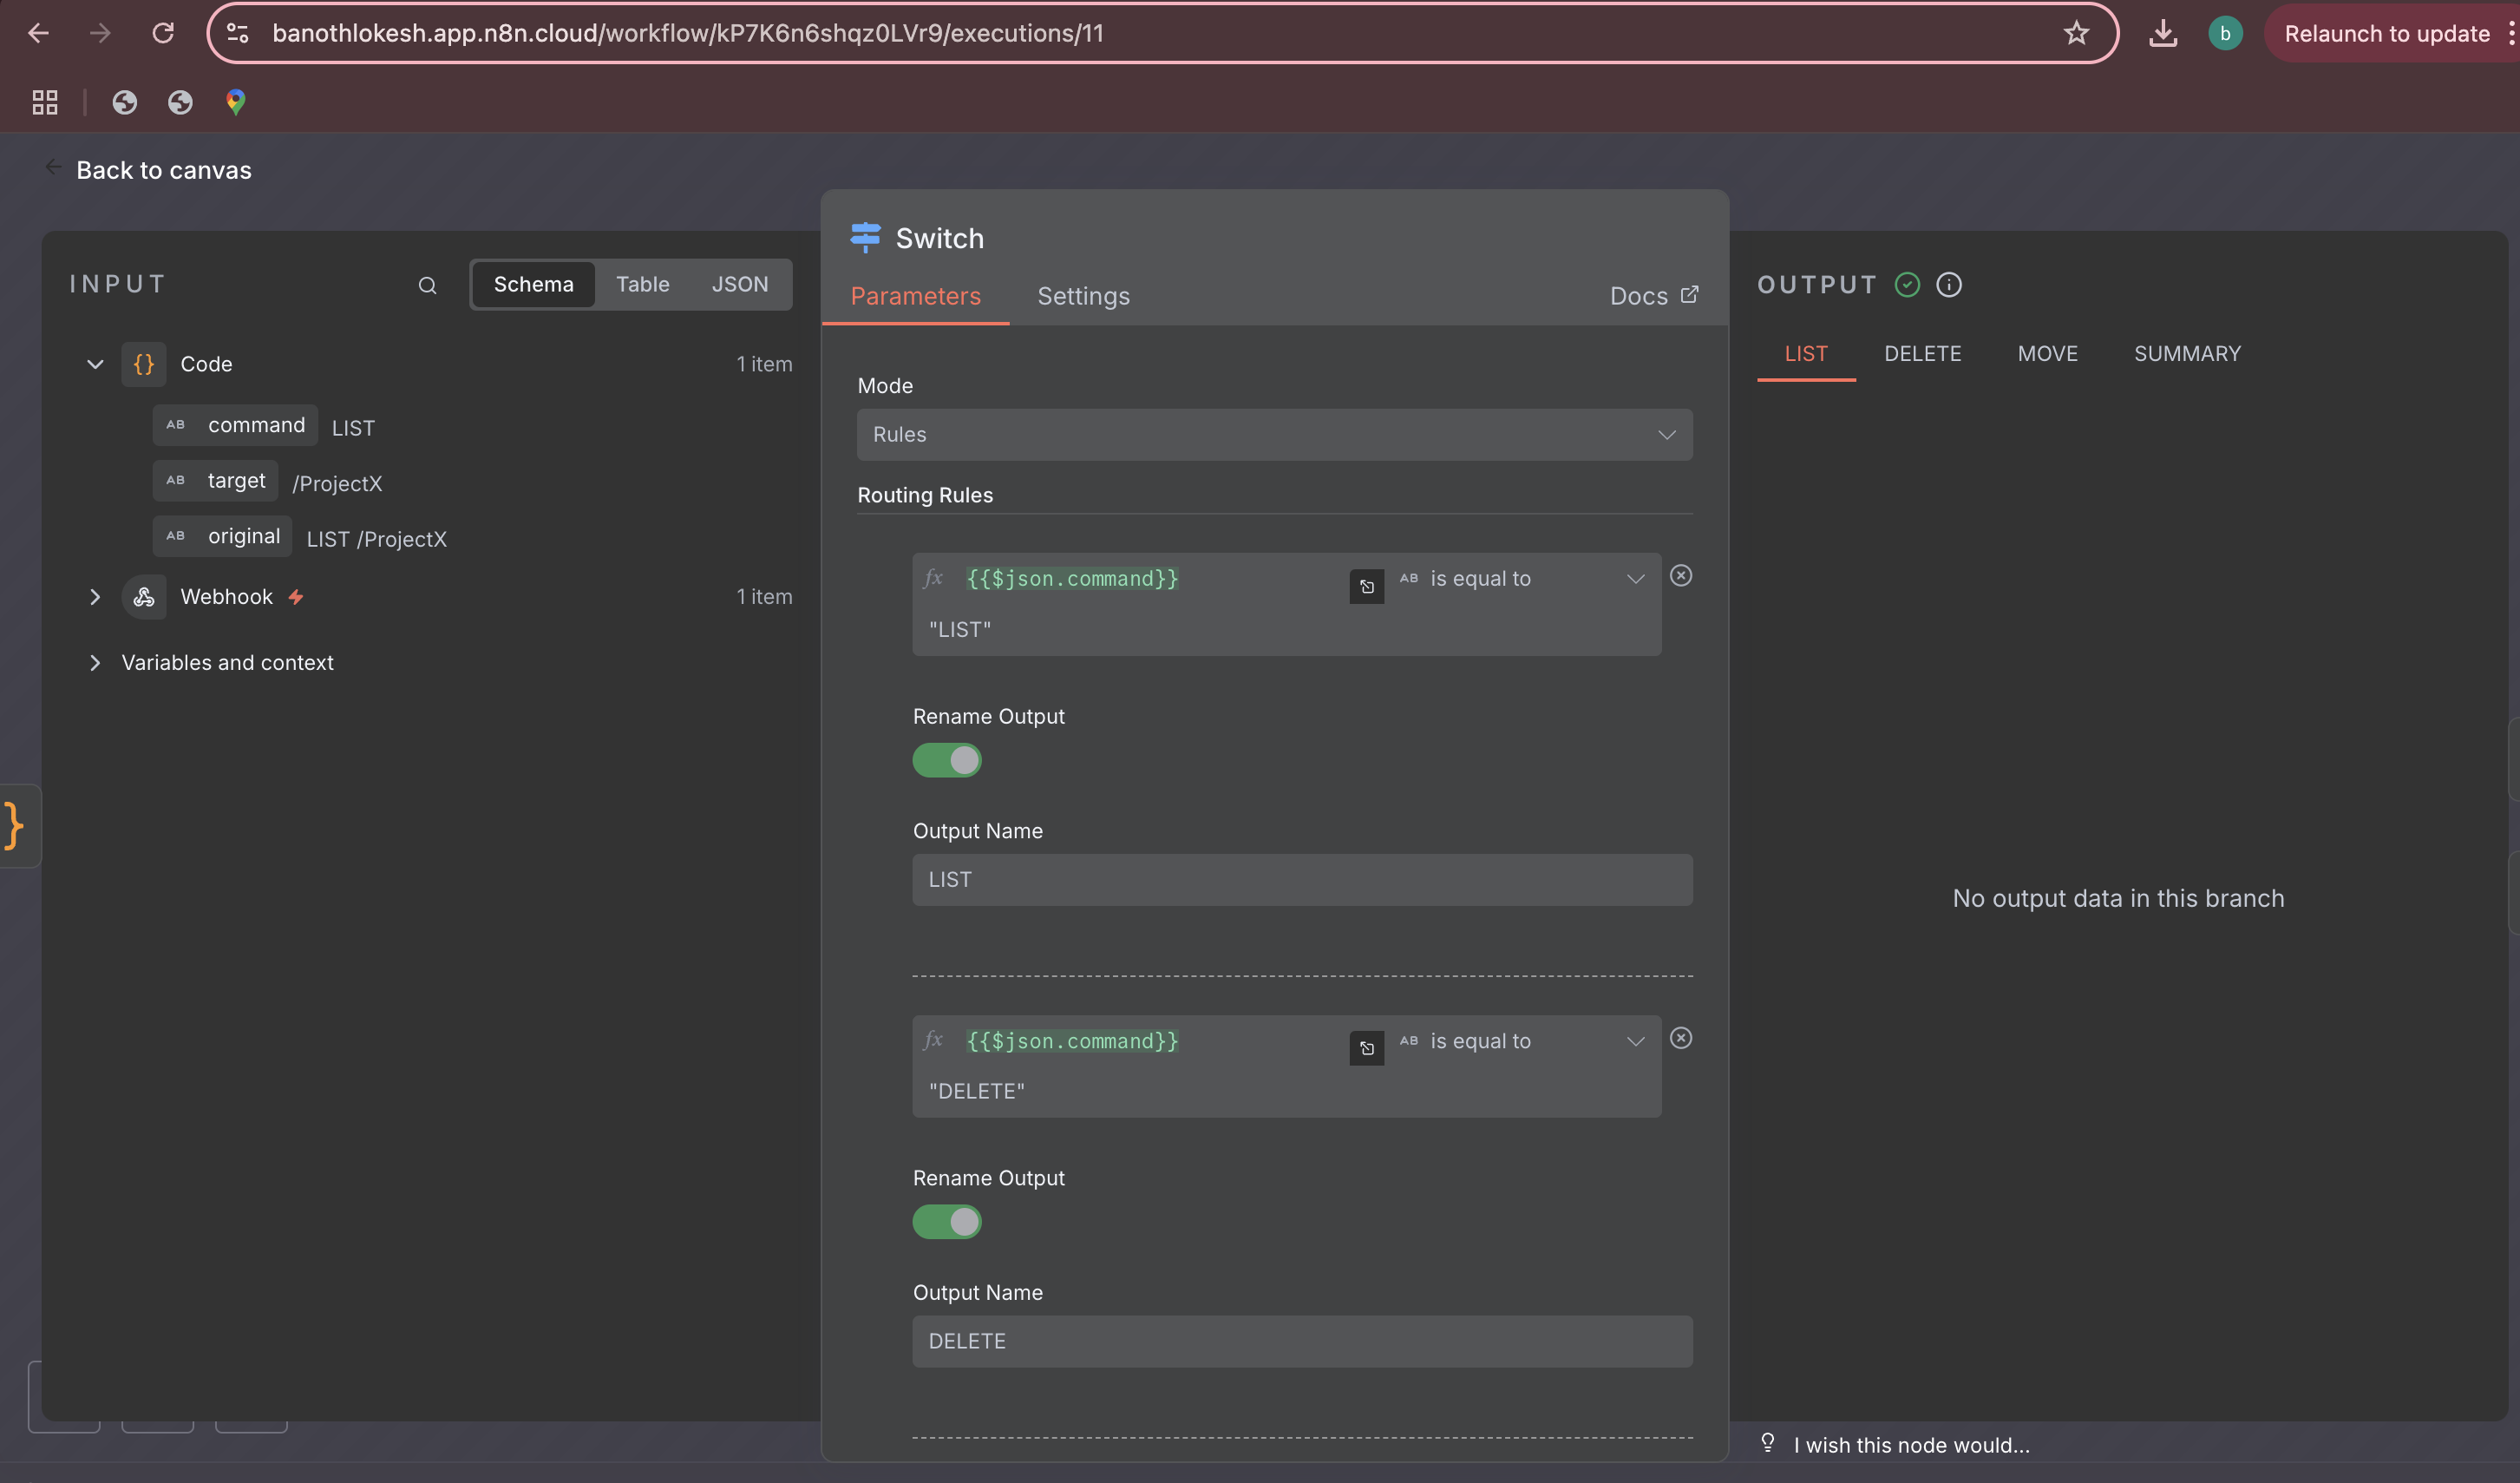 banothlokesh.app.n8n.cloud/workflow/kP7K6n6shqz0LVr9/executions/11
b
Relaunch to update
Back to canvas
INPUT
Schema
Table
JSON
{} Code
1 item
AB command LIST
AB target /ProjectX
AB original LIST /ProjectX
Webhook
1 item
Variables and context
}
Switch
Parameters
Settings
Docs
Mode
Rules
Routing Rules
fx {{$json.command}}
AB is equal to
"LIST"
Rename Output
Output Name
LIST
fx {{$json.command}}
AB is equal to
"DELETE"
Rename Output
Output Name
DELETE
OUTPUT
LIST
DELETE
MOVE
SUMMARY
No output data in this branch
I wish this node would...